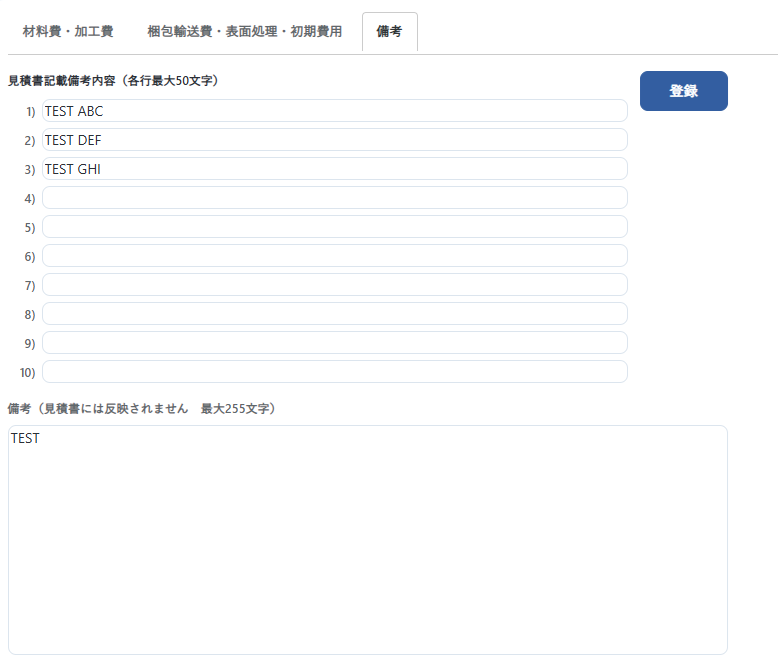 材料費・加工費　梱包輸送費・表面処理・初期費用　備考
見積書記載備考内容（各行最大50文字）　登録
1) TEST ABC
2) TEST DEF
3) TEST GHI
4)
5)
6)
7)
8)
9)
10)
備考（見積書には反映されません　最大255文字）
TEST